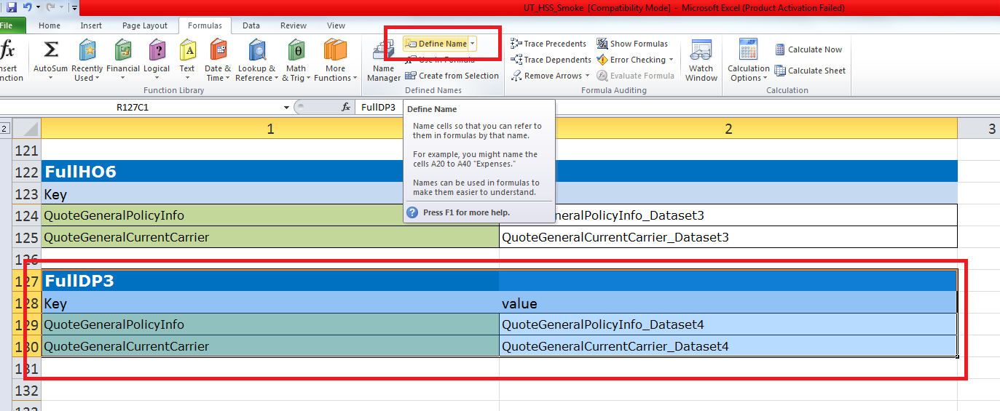 UT_HSS_Smoke [Compatibility Mode] - Microsoft Excel (Product Activation Failed)
File Home Insert Page Layout Formulas Data Review View
fx Σ A θ
nsert
nction
AutoSum
Recently
Used
Financial
Logical
Text
Date &
Time
Lookup &
Reference
Math
& Trig
More
Functions
Function Library
Name
Manager
Define Name
Use in Formula
Create from Selection
Defined Names
Trace Precedents
Trace Dependents
Remove Arrows
Show Formulas
Error Checking
Evaluate Formula
Formula Auditing
Watch
Window
Calculation
Options
Calculate Now
Calculate Sheet
Calculation
R127C1 fx FullDP3
Define Name
Name cells so that you can refer to
them in formulas by that name.
For example, you might name the
cells A20 to A40 "Expenses."
Names can be used in formulas to
make them easier to understand.
? Press F1 for more help.
2 1 2 3
121
122 FullHO6
123 Key
124 QuoteGeneralPolicyInfo eralPolicyInfo_Dataset3
125 QuoteGeneralCurrentCarrier QuoteGeneralCurrentCarrier_Dataset3
126
127 FullDP3
128 Key value
129 QuoteGeneralPolicyInfo QuoteGeneralPolicyInfo_Dataset4
130 QuoteGeneralCurrentCarrier QuoteGeneralCurrentCarrier_Dataset4
131
132